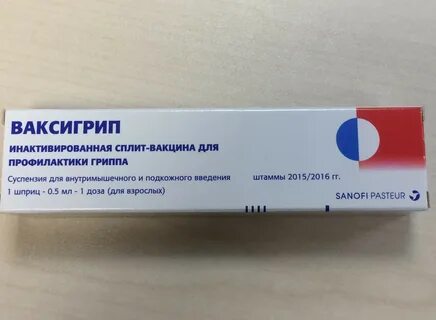 ВАКСИГРИП
ИНАКТИВИРОВАННАЯ СПЛИТ-ВАКЦИНА ДЛЯ
ПРОФИЛАКТИКИ ГРИППА
Суспензия для внутримышечного и подкожного введения
1 шприц - 0.5 мл - 1 доза (для взрослых)
штаммы 2015/2016 гг.
SANOFI PASTEUR